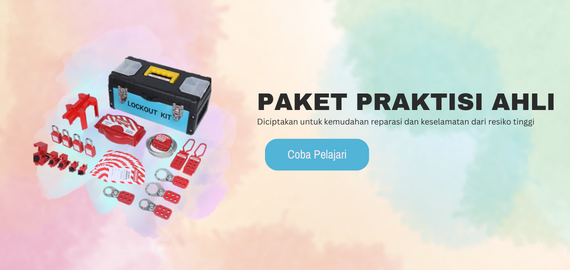 PAKET PRAKTISI AHLI
Diciptakan untuk kemudahan reparasi dan keselamatan dari resiko tinggi
Coba Pelajari
LOCKOUT KIT